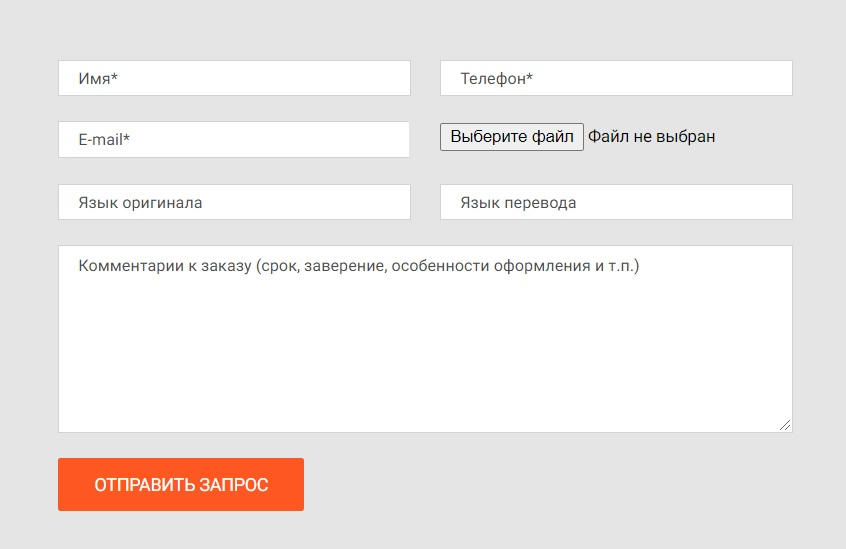 Имя*
Телефон*
E-mail*
Выберите файл Файл не выбран
Язык оригинала
Язык перевода
Комментарии к заказу (срок, заверение, особенности оформления и т.п.)
ОТПРАВИТЬ ЗАПРОС